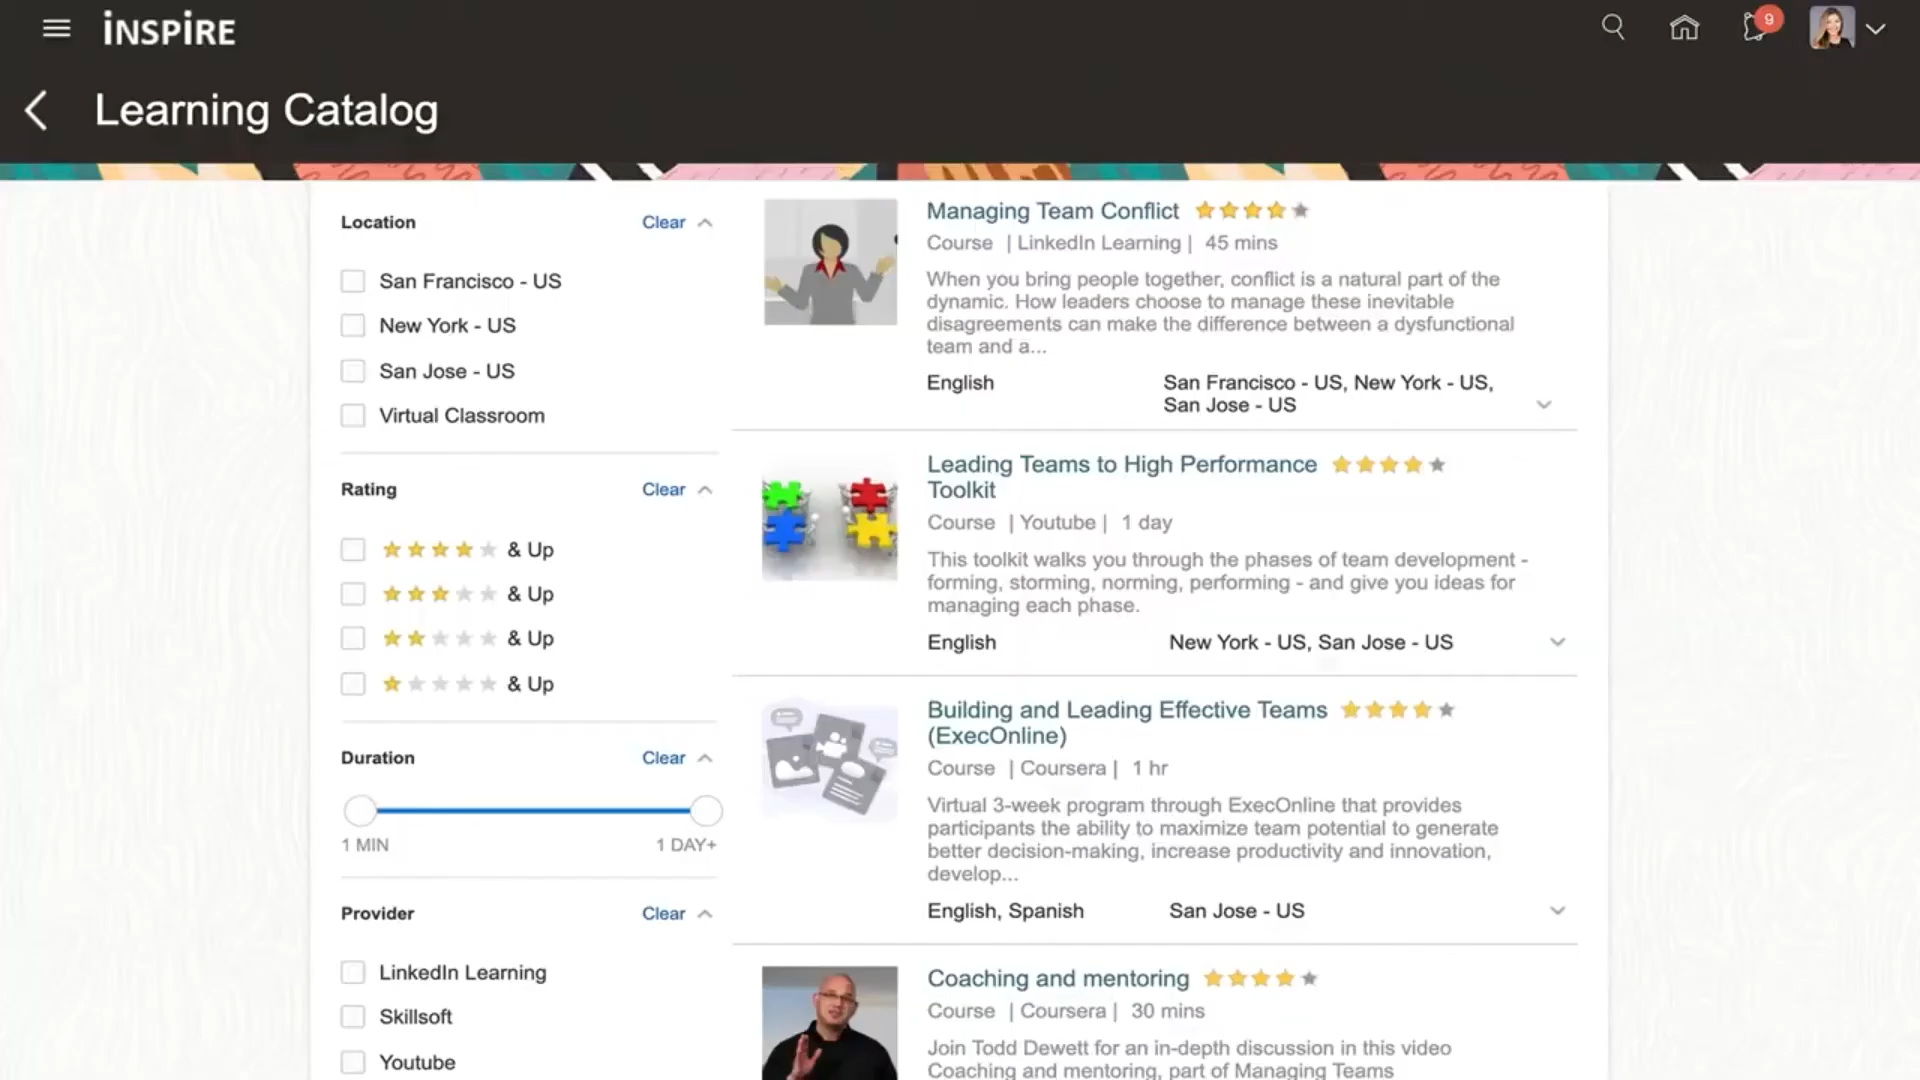 iNSPiRE
9
Learning Catalog
Location Clear
San Francisco - US
New York - US
San Jose - US
Virtual Classroom
Rating Clear
& Up
& Up
& Up
& Up
Duration Clear
1 MIN 1 DAY+
Provider Clear
LinkedIn Learning
Skillsoft
Youtube
Managing Team Conflict
Course | LinkedIn Learning | 45 mins
When you bring people together, conflict is a natural part of the
dynamic. How leaders choose to manage these inevitable
disagreements can make the difference between a dysfunctional
team and a...
English San Francisco - US, New York - US,
San Jose - US
Leading Teams to High Performance
Toolkit
Course | Youtube | 1 day
This toolkit walks you through the phases of team development -
forming, storming, norming, performing - and give you ideas for
managing each phase.
English New York - US, San Jose - US
Building and Leading Effective Teams
(ExecOnline)
Course | Coursera | 1 hr
Virtual 3-week program through ExecOnline that provides
participants the ability to maximize team potential to generate
better decision-making, increase productivity and innovation,
develop...
English, Spanish San Jose - US
Coaching and mentoring
Course | Coursera | 30 mins
Join Todd Dewett for an in-depth discussion in this video
Coaching and mentoring, part of Managing Teams